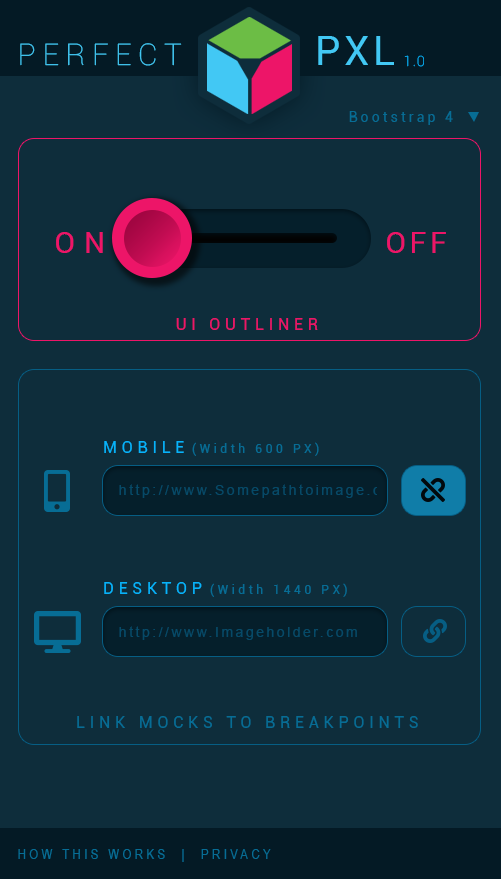 PERFECT PXL 1.0
Bootstrap 4 ▼
ON OFF
UI OUTLINER
MOBILE (Width 600 PX)
http://www.Somepathtoimage.c
DESKTOP (Width 1440 PX)
http://www.Imageholder.com
LINK MOCKS TO BREAKPOINTS
HOW THIS WORKS | PRIVACY